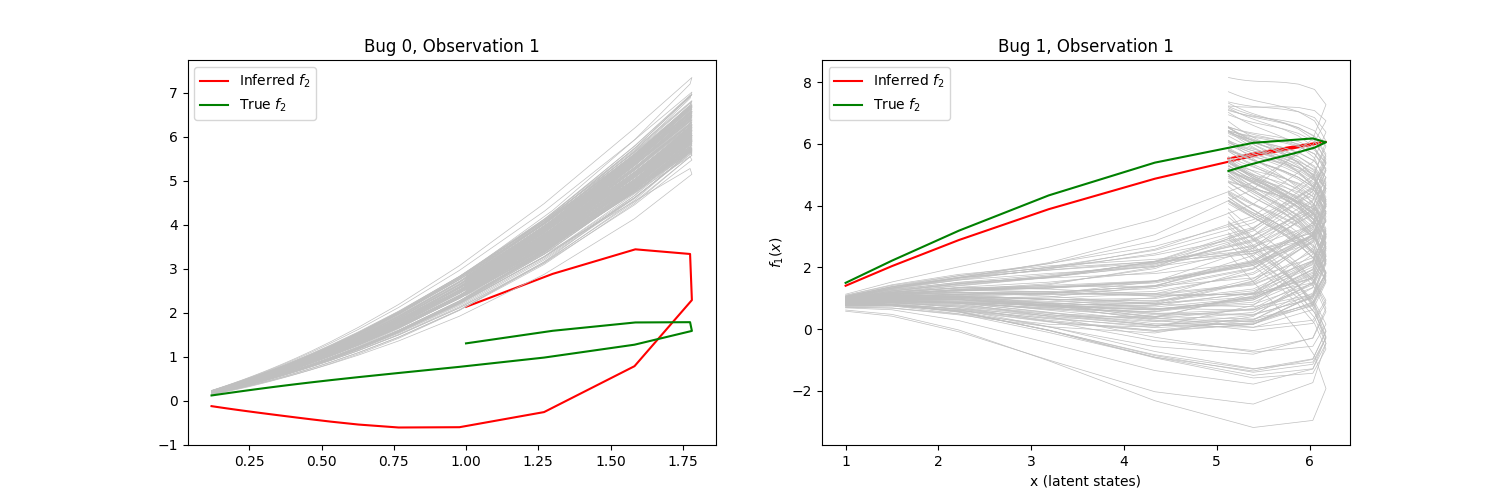 Bug 0, Observation 1
Inferred f₂
True f₂
7
6
5
4
3
2
1
0
−1
0.25 0.50 0.75 1.00 1.25 1.50 1.75
Bug 1, Observation 1
Inferred f₂
True f₂
f₁(x)
8
6
4
2
0
−2
1 2 3 4 5 6
x (latent states)